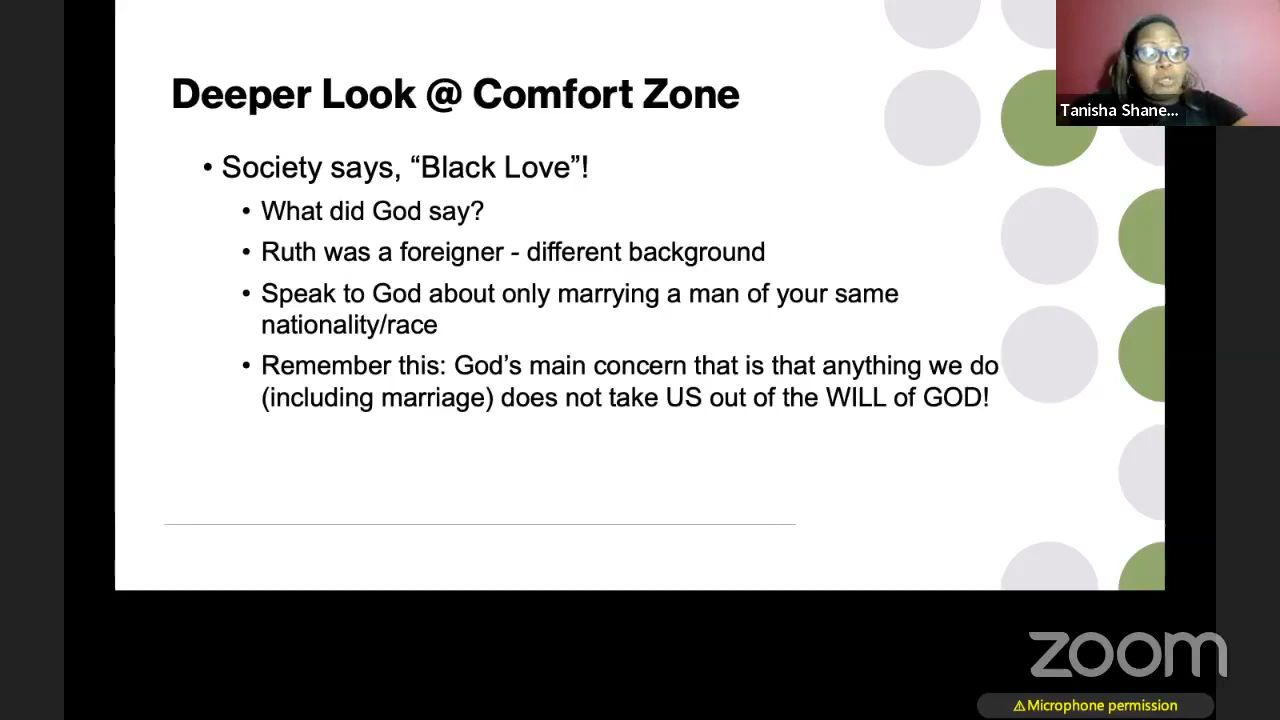 Deeper Look @ Comfort Zone
Tanisha Shane...
• Society says, “Black Love”!
• What did God say?
• Ruth was a foreigner - different background
• Speak to God about only marrying a man of your same
nationality/race
• Remember this: God’s main concern that is that anything we do
(including marriage) does not take US out of the WILL of GOD!
zoom
⚠Microphone permission